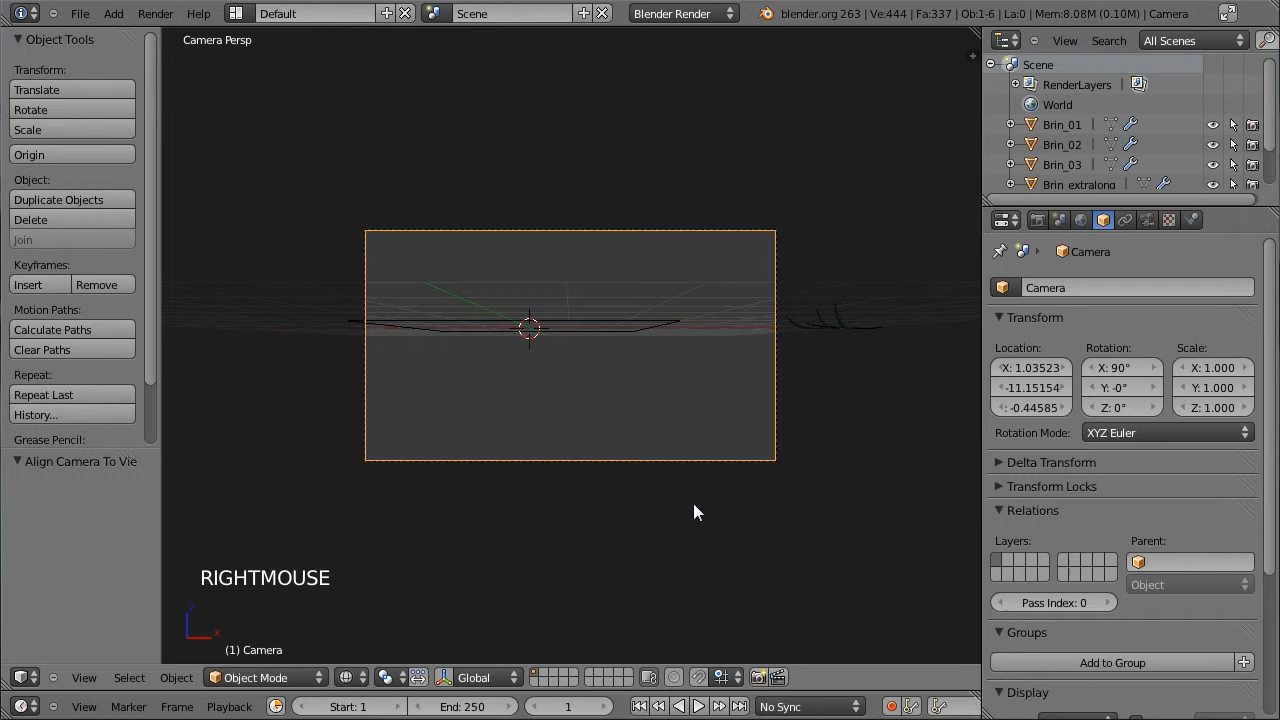 File Add Render Help Default Scene Blender Render blender.org 263 | Ve:444 | Fa:337 | Ob:1-6 | La:0 | Mem:8.08M (0.10M) | Camera
Object Tools
Transform:
Translate
Rotate
Scale
Origin
Object:
Duplicate Objects
Delete
Join
Keyframes:
Insert Remove
Motion Paths:
Calculate Paths
Clear Paths
Repeat:
Repeat Last
History...
Grease Pencil:
Align Camera To Vie
Camera Persp
RIGHTMOUSE
z
x
(1) Camera
View Search All Scenes
Scene
RenderLayers |
World
Brin_01 |
Brin_02 |
Brin_03 |
Brin_extralong |
Camera
Camera
Transform
Location: Rotation: Scale:
X: 1.03523 X: 90° X: 1.000
-11.15154 Y: -0° Y: 1.000
: -0.44585 Z: 0° Z: 1.000
Rotation Mode: XYZ Euler
Delta Transform
Transform Locks
Relations
Layers: Parent:
Object
Pass Index: 0
Groups
Add to Group
Display
View Select Object Object Mode Global
View Marker Frame Playback Start: 1 End: 250 1 No Sync